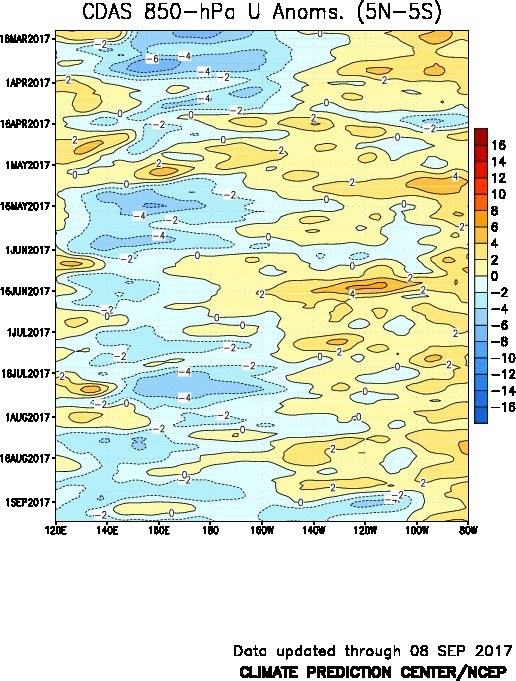 CDAS 850-hPa U Anoms. (5N-5S)
16MAR2017
1APR2017
16APR2017
1MAY2017
16MAY2017
1JUN2017
16JUN2017
1JUL2017
16JUL2017
1AUG2017
16AUG2017
1SEP2017
120E 140E 160E 180 160W 140W 120W 100W 80W
16
14
12
10
8
6
4
2
0
-2
-4
-6
-8
-10
-12
-14
-16
Data updated through 08 SEP 2017
CLIMATE PREDICTION CENTER/NCEP